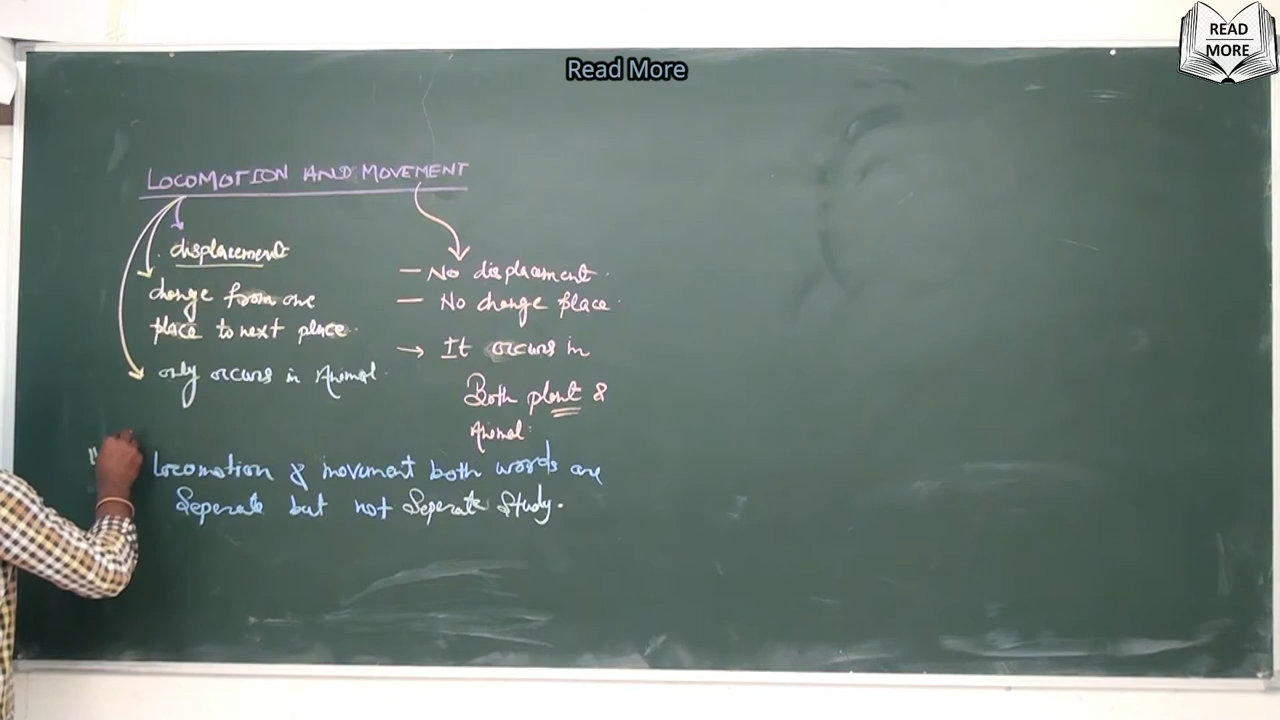 READ
MORE
Read More
LOCOMOTION AND MOVEMENT
displacement
change from one
place to next place.
only occurs in Animal.
— No displacement.
— No change place.
→ It occurs in
Both plant &
Animal.
Locomotion & movement both words are
Seperate but not Seperate Study.